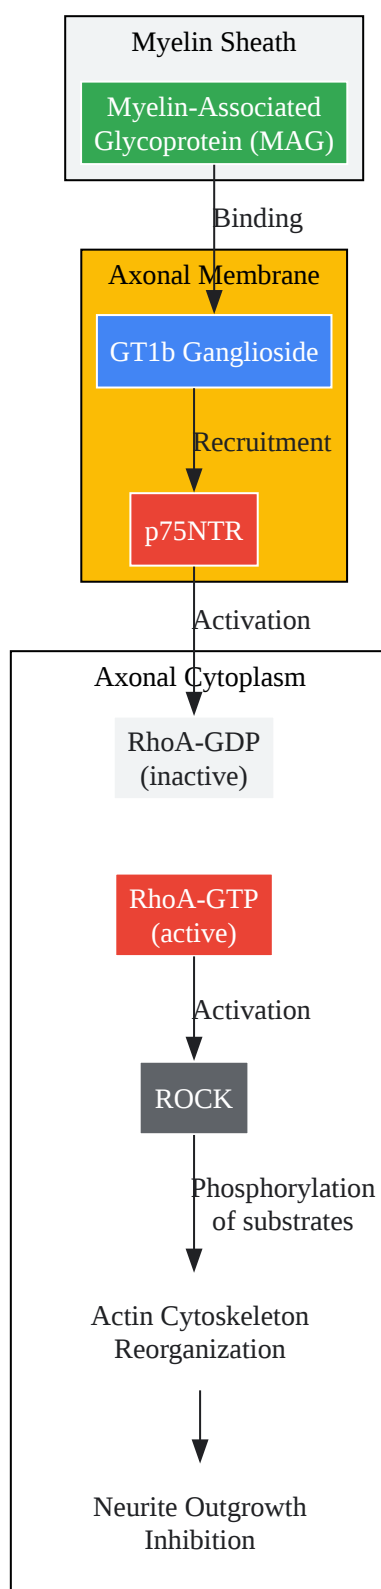 Myelin Sheath
Myelin-Associated
Glycoprotein (MAG)
Binding
Axonal Membrane
GT1b Ganglioside
Recruitment
p75NTR
Activation
Axonal Cytoplasm
RhoA-GDP
(inactive)
RhoA-GTP
(active)
Activation
ROCK
Phosphorylation
of substrates
Actin Cytoskeleton
Reorganization
Neurite Outgrowth
Inhibition